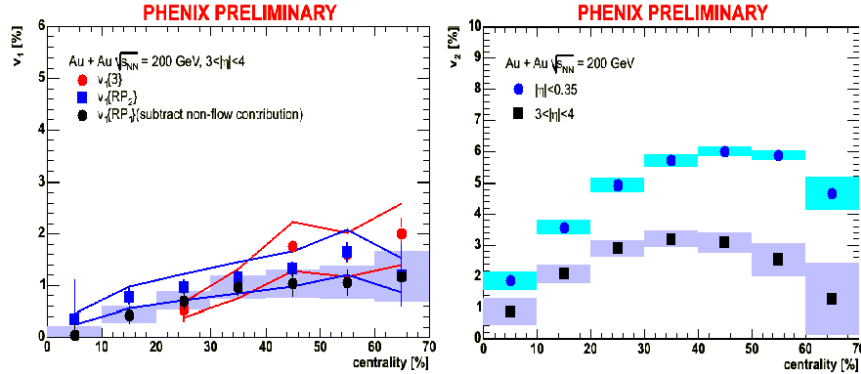 PHENIX PRELIMINARY
v₁ [%]
6
5
4
3
2
1
0
Au + Au √sNN = 200 GeV, 3<|η|<4
v₁{3}
v₁{RP₂}
v₁{RP₁}(subtract non-flow contribution)
0 10 20 30 40 50 60 70
centrality [%]
PHENIX PRELIMINARY
v₂ [%]
10
9
8
7
6
5
4
3
2
1
0
Au + Au √sNN = 200 GeV
|η|<0.35
3<|η|<4
0 10 20 30 40 50 60 70
centrality [%]